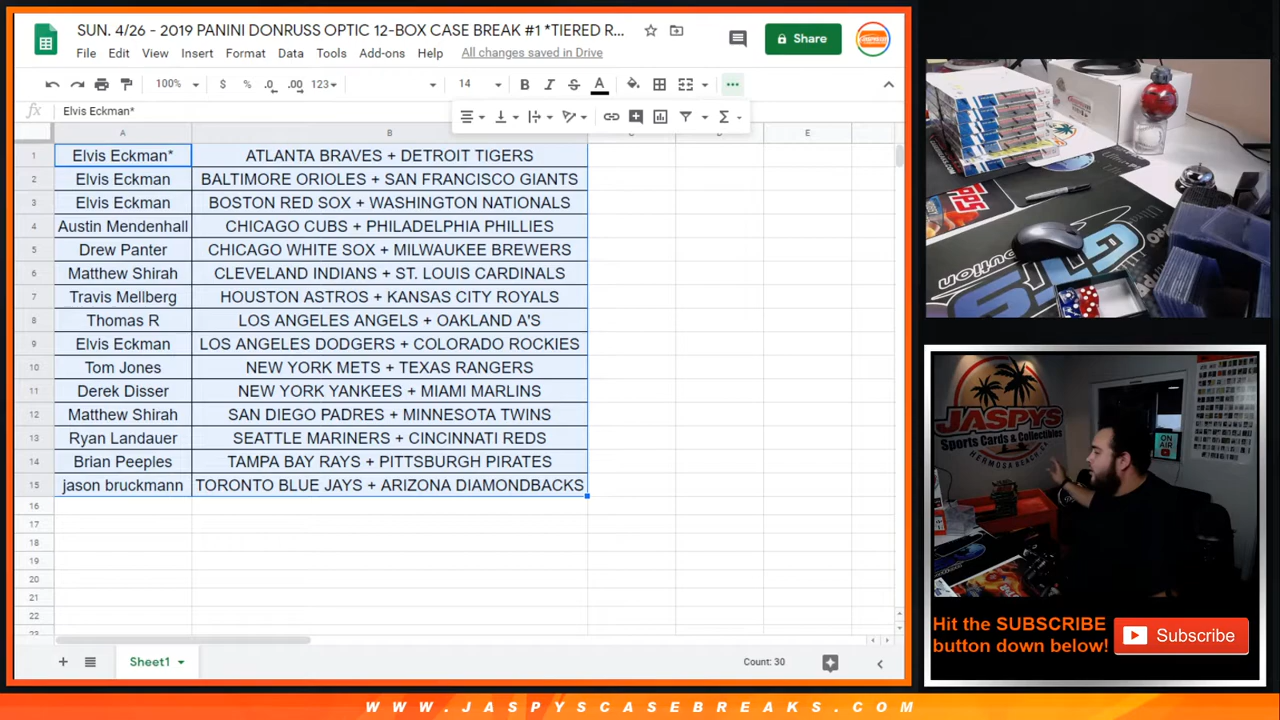 SUN. 4/26 - 2019 PANINI DONRUSS OPTIC 12-BOX CASE BREAK #1 *TIERED R...
File Edit View Insert Format Data Tools Add-ons Help All changes saved in Drive
Share
100% $ % .0 .00 123 14 B I S A
fx Elvis Eckman*
A B C D E
1 Elvis Eckman* ATLANTA BRAVES + DETROIT TIGERS
2 Elvis Eckman BALTIMORE ORIOLES + SAN FRANCISCO GIANTS
3 Elvis Eckman BOSTON RED SOX + WASHINGTON NATIONALS
4 Austin Mendenhall CHICAGO CUBS + PHILADELPHIA PHILLIES
5 Drew Panter CHICAGO WHITE SOX + MILWAUKEE BREWERS
6 Matthew Shirah CLEVELAND INDIANS + ST. LOUIS CARDINALS
7 Travis Mellberg HOUSTON ASTROS + KANSAS CITY ROYALS
8 Thomas R LOS ANGELES ANGELS + OAKLAND A'S
9 Elvis Eckman LOS ANGELES DODGERS + COLORADO ROCKIES
10 Tom Jones NEW YORK METS + TEXAS RANGERS
11 Derek Disser NEW YORK YANKEES + MIAMI MARLINS
12 Matthew Shirah SAN DIEGO PADRES + MINNESOTA TWINS
13 Ryan Landauer SEATTLE MARINERS + CINCINNATI REDS
14 Brian Peeples TAMPA BAY RAYS + PITTSBURGH PIRATES
15 jason bruckmann TORONTO BLUE JAYS + ARIZONA DIAMONDBACKS
16
17
18
19
20
21
22
23
Sheet1
Count: 30
JASPYS
Sports Cards & Collectibles
HERMOSA BEACH, CA
ON AIR
Hit the SUBSCRIBE
button down below!
Subscribe
WWW.JASPYSCASEBREAKS.COM